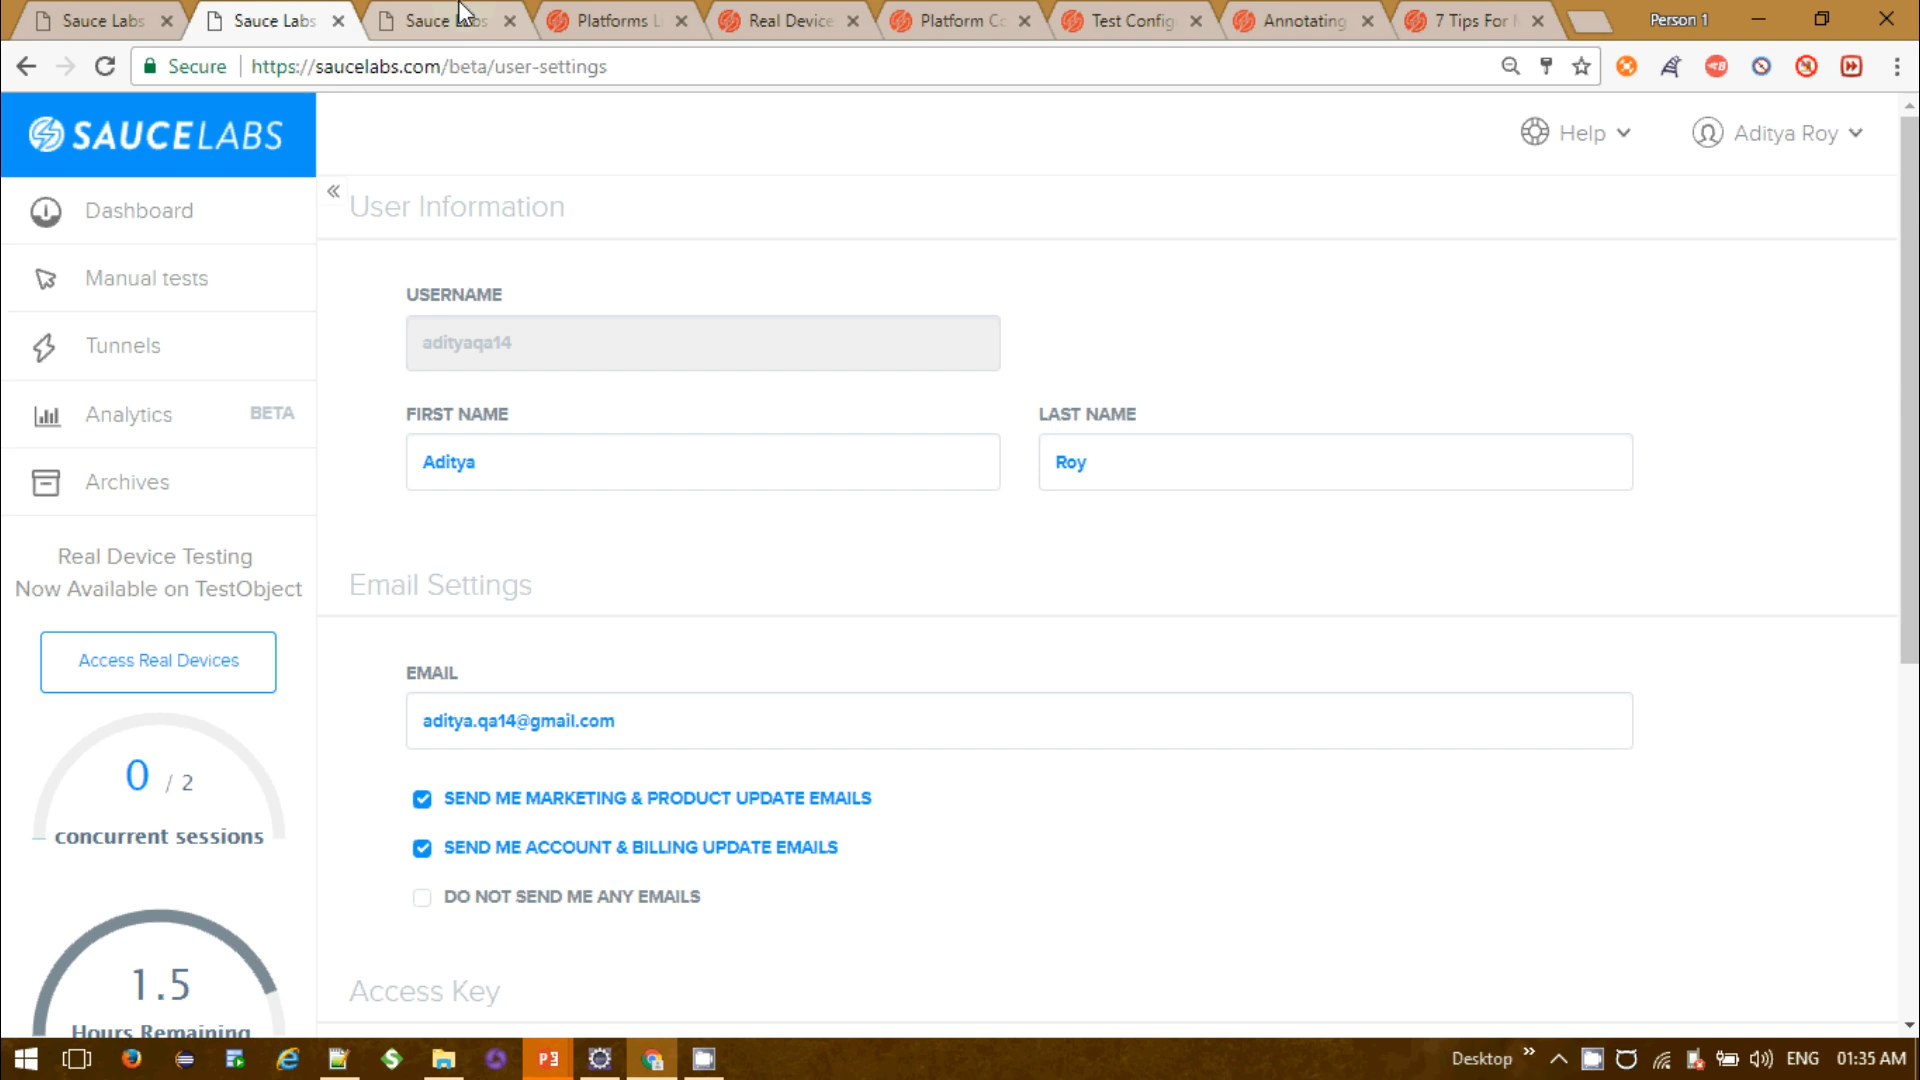 Sauce Labs
Sauce Labs
Sauce
Platforms
Real Device
Platform Co
Test Config
Annotating
7 Tips For
Person 1
Secure
https://saucelabs.com/beta/user-settings
SAUCELABS
Help
Aditya Roy
Dashboard
Manual tests
Tunnels
Analytics BETA
Archives
Real Device Testing
Now Available on TestObject
Access Real Devices
0 / 2
concurrent sessions
1.5
Hours Remaining
« User Information
USERNAME
adityaqa14
FIRST NAME
LAST NAME
Aditya
Roy
Email Settings
EMAIL
aditya.qa14@gmail.com
SEND ME MARKETING & PRODUCT UPDATE EMAILS
SEND ME ACCOUNT & BILLING UPDATE EMAILS
DO NOT SEND ME ANY EMAILS
Access Key
Desktop
ENG
01:35 AM